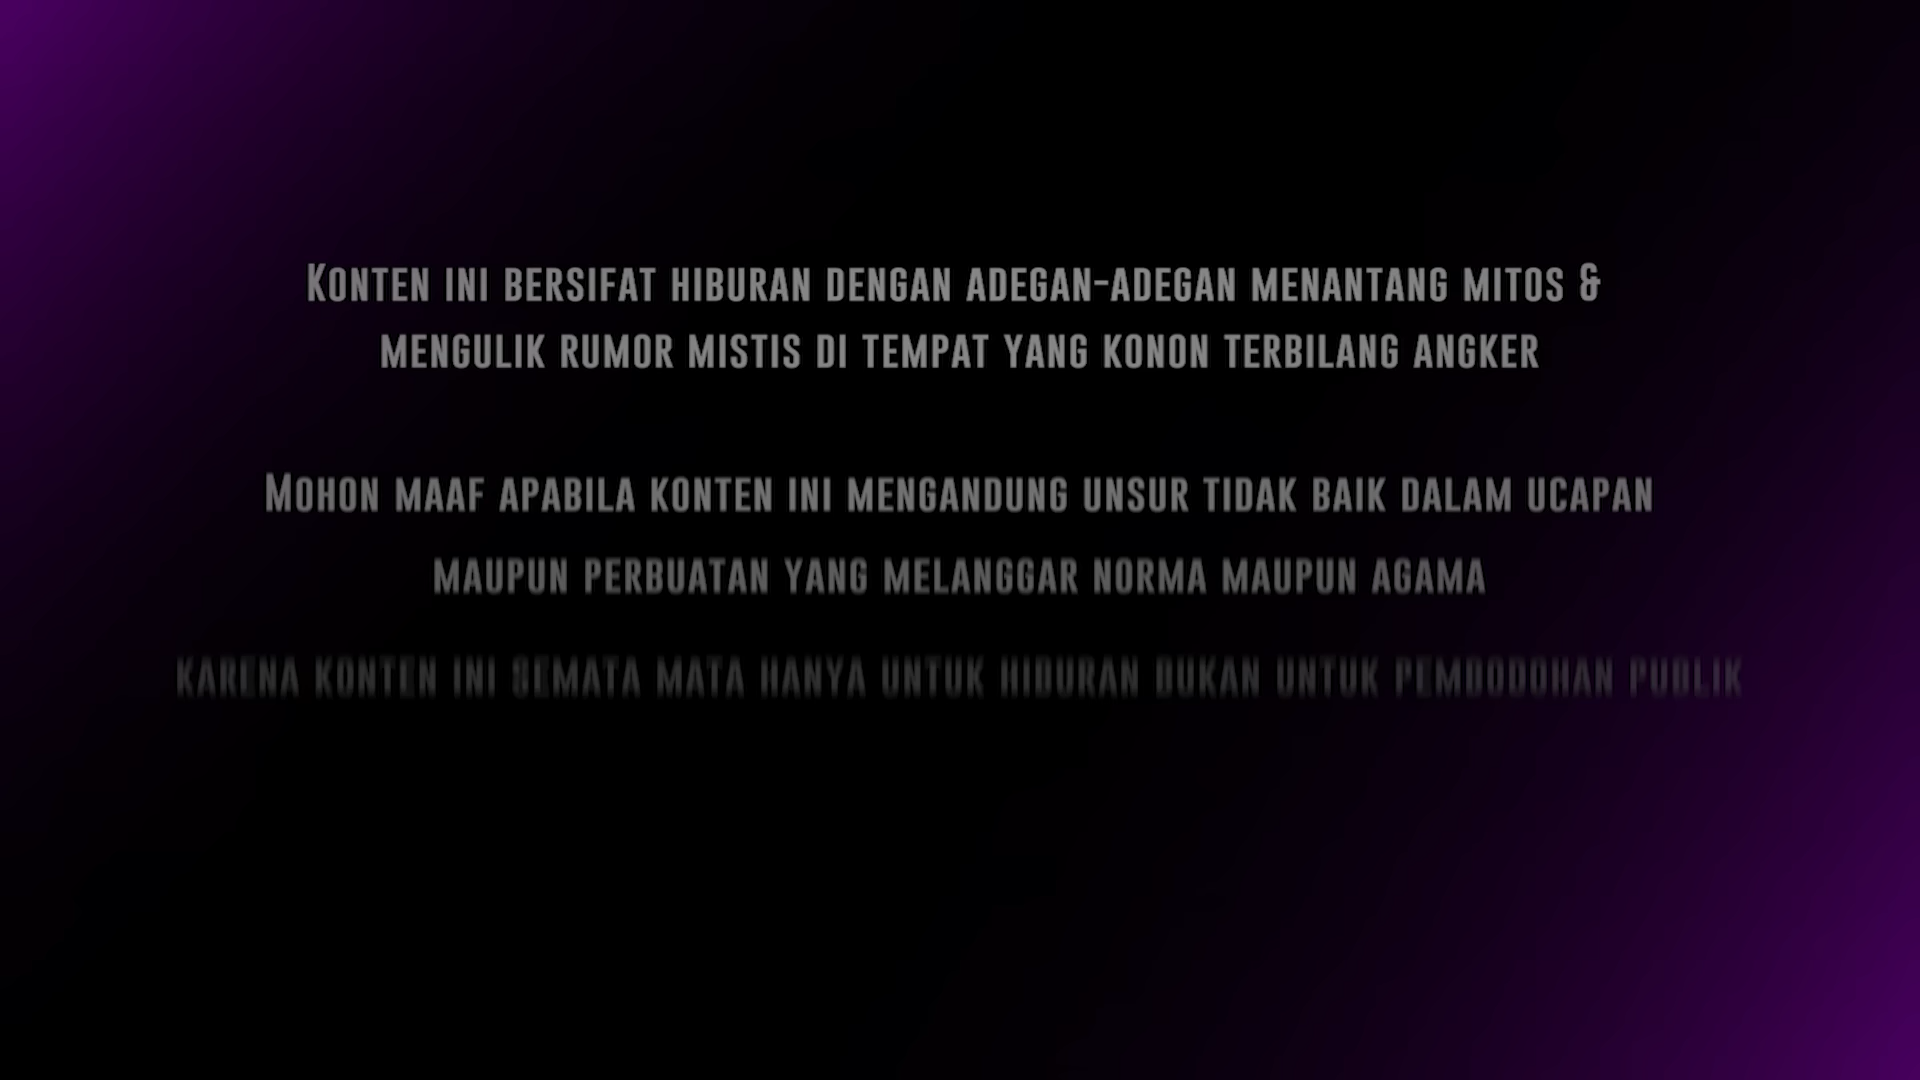 Konten ini bersifat hiburan dengan adegan-adegan menantang mitos &
mengulik rumor mistis di tempat yang konon terbilang angker
Mohon maaf apabila konten ini mengandung unsur tidak baik dalam ucapan
maupun perbuatan yang melanggar norma maupun agama
karena konten ini semata mata hanya untuk hiburan bukan untuk pembodohan publik